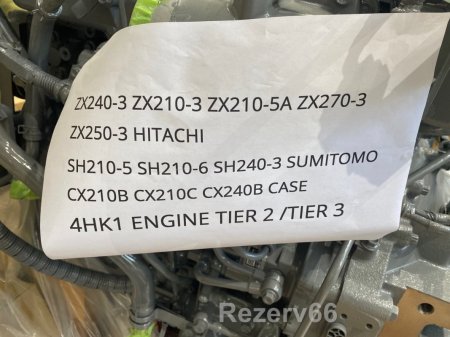 ZX240-3 ZX210-3 ZX210-5A ZX270-3
ZX250-3 HITACHI
SH210-5 SH210-6 SH240-3 SUMITOMO
CX210B CX210C CX240B CASE
4HK1 ENGINE TIER 2 /TIER 3
Rezerv66